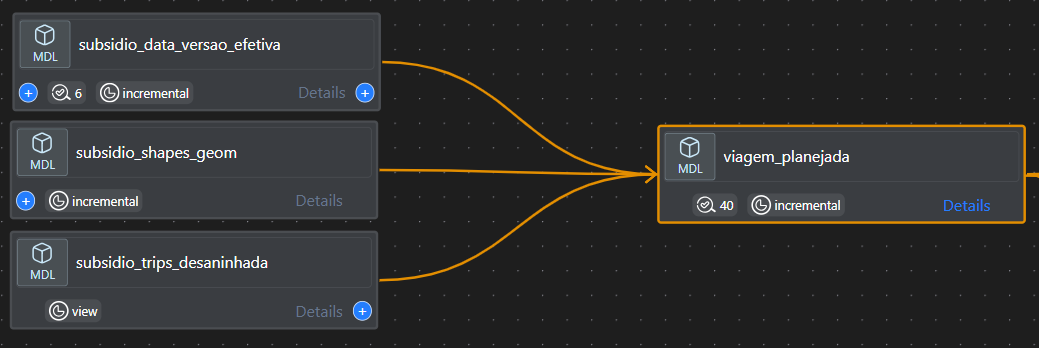 MDL
subsidio_data_versao_efetiva
6
incremental
Details
MDL
subsidio_shapes_geom
incremental
Details
MDL
subsidio_trips_desaninhada
view
Details
MDL
viagem_planejada
40
incremental
Details